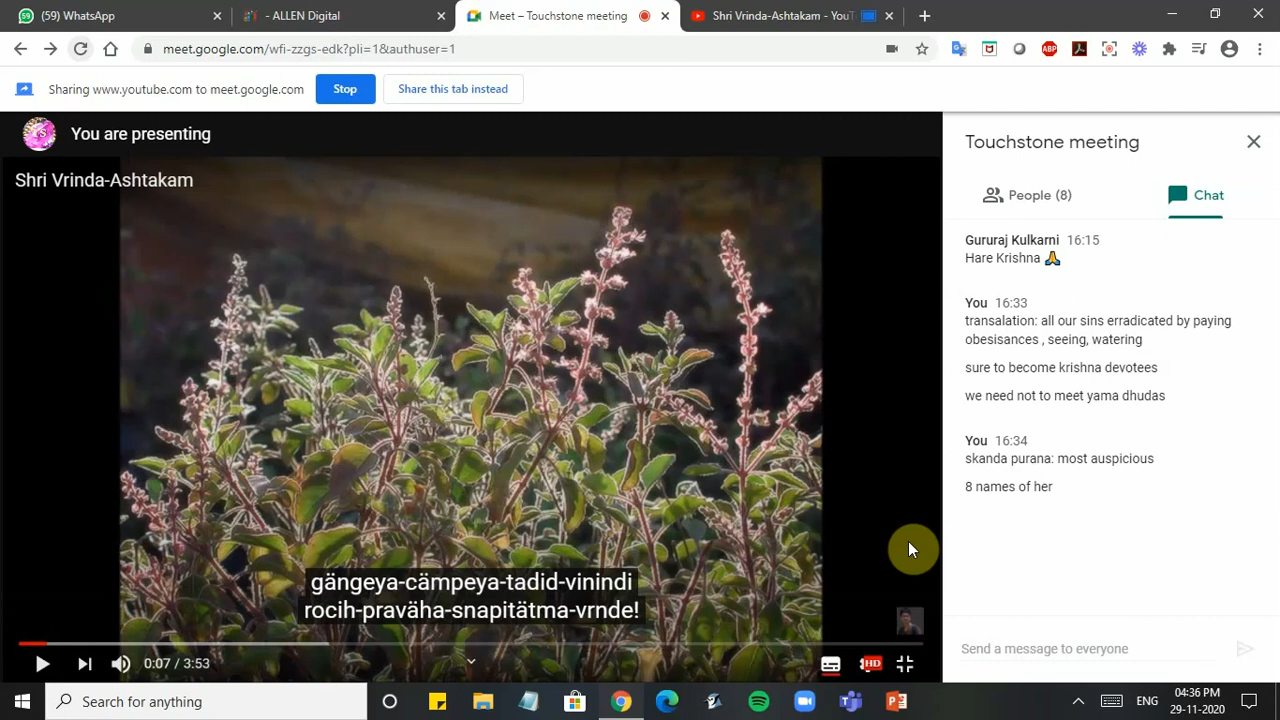 (59) WhatsApp
- ALLEN Digital
Meet – Touchstone meeting
Shri Vrinda-Ashtakam - YouT
meet.google.com/wfi-zzgs-edk?pli=1&authuser=1
ABP
Sharing www.youtube.com to meet.google.com
Stop
Share this tab instead
You are presenting
Touchstone meeting
Shri Vrinda-Ashtakam
People (8)
Chat
Gururaj Kulkarni 16:15
Hare Krishna 🙏
You 16:33
transalation: all our sins erradicated by paying
obesisances , seeing, watering
sure to become krishna devotees
we need not to meet yama dhudas
You 16:34
skanda purana: most auspicious
8 names of her
gängeya-cämpeya-tadid-vinindi
rocih-praväha-snapitätma-vrnde!
Send a message to everyone
0:07 / 3:53
HD
Search for anything
ENG
04:36 PM
29-11-2020